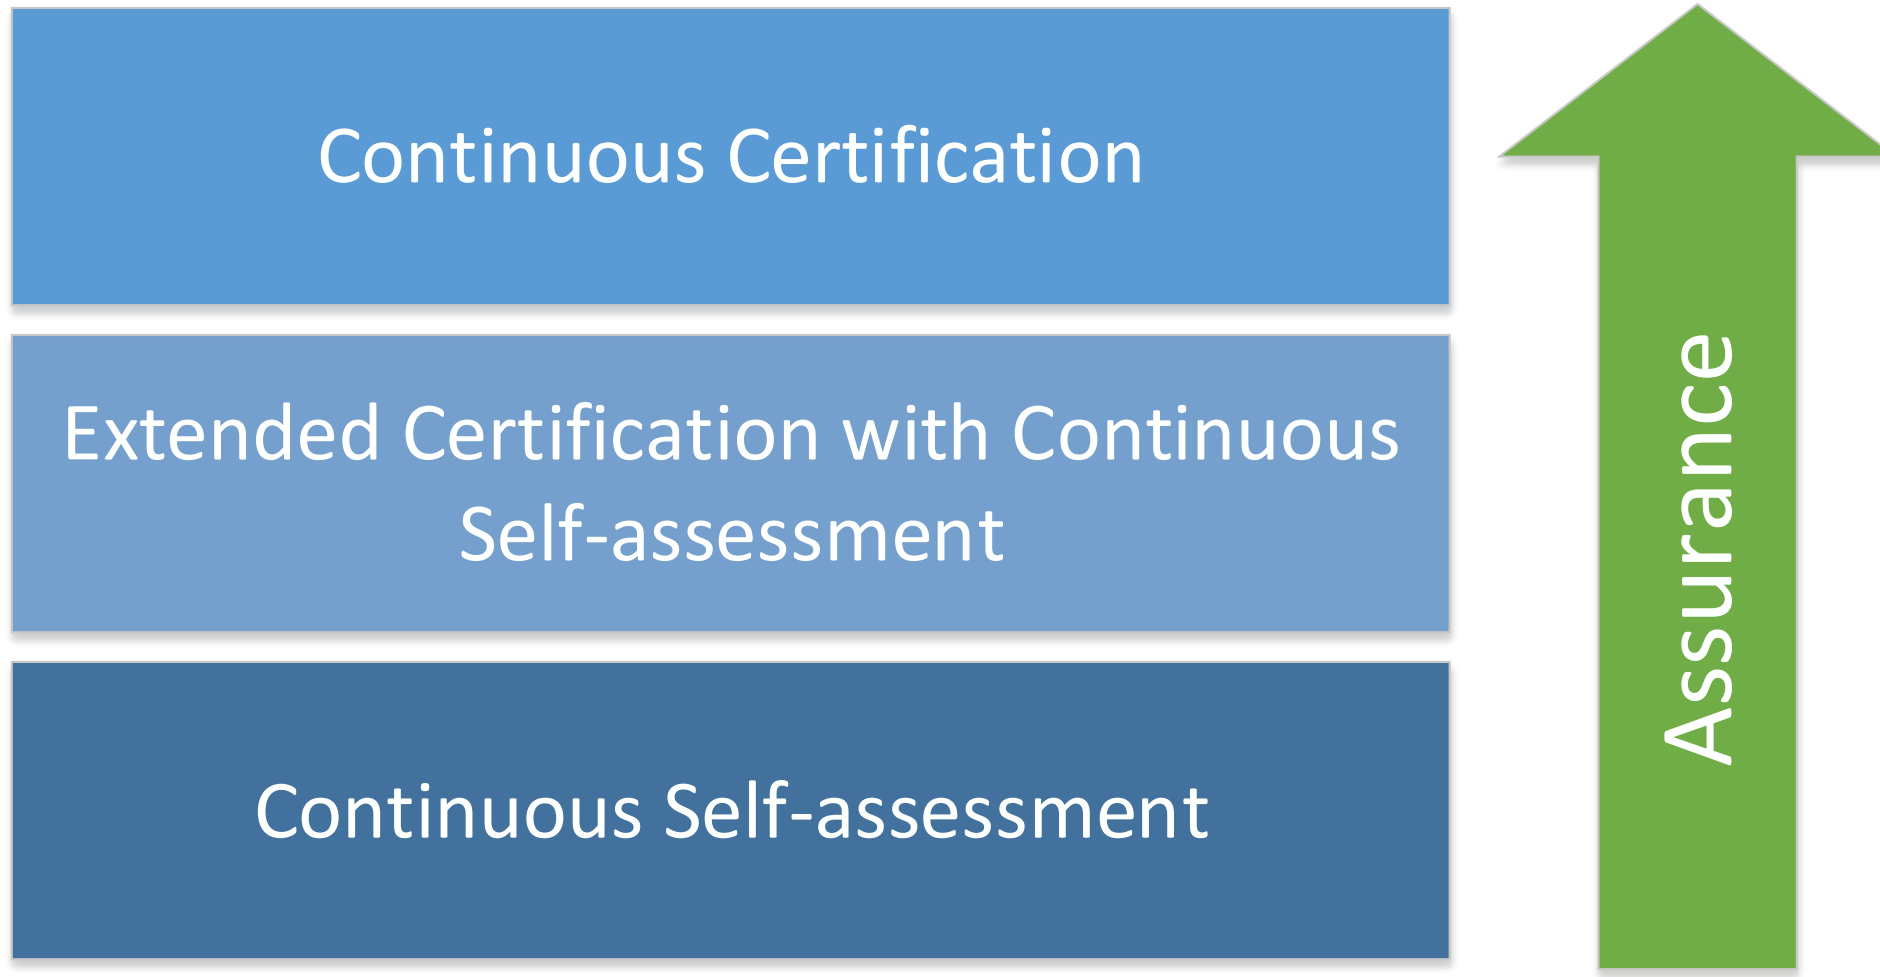 Continuous Certification
Extended Certification with Continuous
Self-assessment
Continuous Self-assessment
Assurance